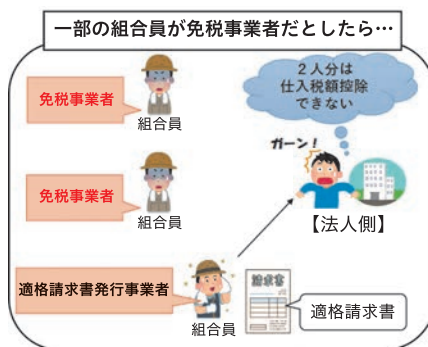 一部の組合員が免税事業者だとしたら…
免税事業者
組合員
2人分は
仕入税額控除
できない
ガーン！
免税事業者
組合員
【法人側】
適格請求書発行事業者
組合員
請求書
適格請求書